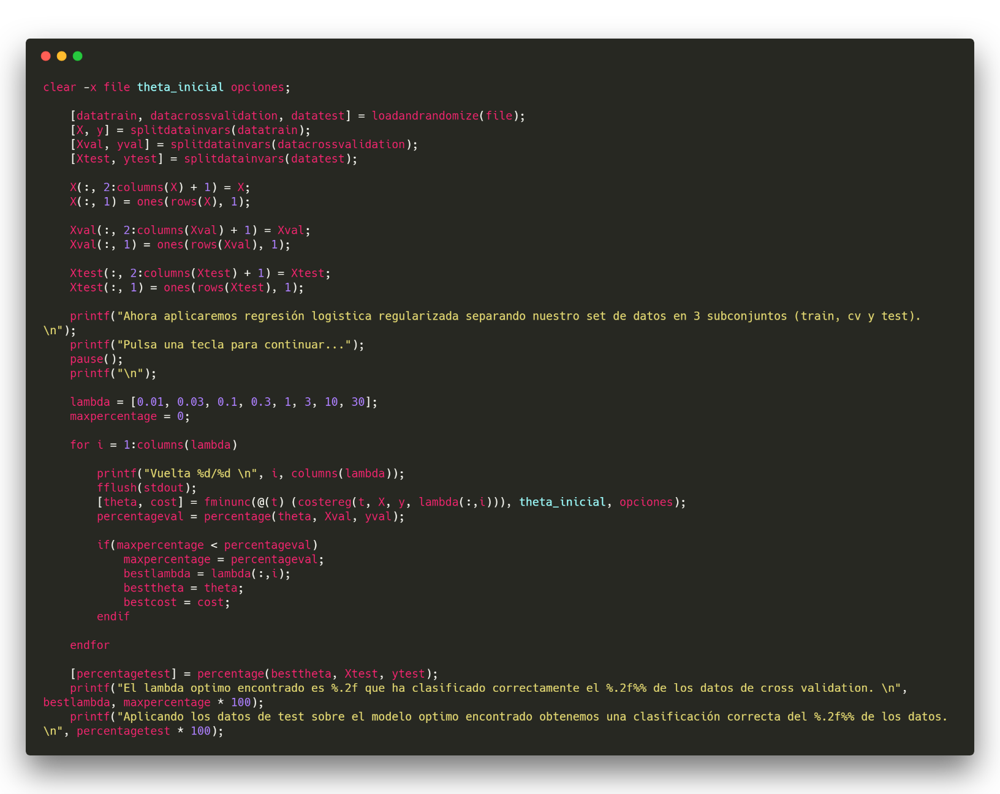 clear -x file theta_inicial opciones;

    [datatrain, datacrossvalidation, datatest] = loadandrandomize(file);
    [X, y] = splitdatainvars(datatrain);
    [Xval, yval] = splitdatainvars(datacrossvalidation);
    [Xtest, ytest] = splitdatainvars(datatest);

    X(:, 2:columns(X) + 1) = X;
    X(:, 1) = ones(rows(X), 1);

    Xval(:, 2:columns(Xval) + 1) = Xval;
    Xval(:, 1) = ones(rows(Xval), 1);

    Xtest(:, 2:columns(Xtest) + 1) = Xtest;
    Xtest(:, 1) = ones(rows(Xtest), 1);

    printf("Ahora aplicaremos regresión logistica regularizada separando nuestro set de datos en 3 subconjuntos (train, cv y test).
\n");
    printf("Pulsa una tecla para continuar...");
    pause();
    printf("\n");

    lambda = [0.01, 0.03, 0.1, 0.3, 1, 3, 10, 30];
    maxpercentage = 0;

    for i = 1:columns(lambda)

        printf("Vuelta %d/%d \n", i, columns(lambda));
        fflush(stdout);
        [theta, cost] = fminunc(@(t) (costereg(t, X, y, lambda(:,i))), theta_inicial, opciones);
        percentageval = percentage(theta, Xval, yval);

        if(maxpercentage < percentageval)
            maxpercentage = percentageval;
            bestlambda = lambda(:,i);
            besttheta = theta;
            bestcost = cost;
        endif

    endfor

    [percentagetest] = percentage(besttheta, Xtest, ytest);
    printf("El lambda optimo encontrado es %.2f que ha clasificado correctamente el %.2f%% de los datos de cross validation. \n",
bestlambda, maxpercentage * 100);
    printf("Aplicando los datos de test sobre el modelo optimo encontrado obtenemos una clasificación correcta del %.2f%% de los datos.
\n", percentagetest * 100);